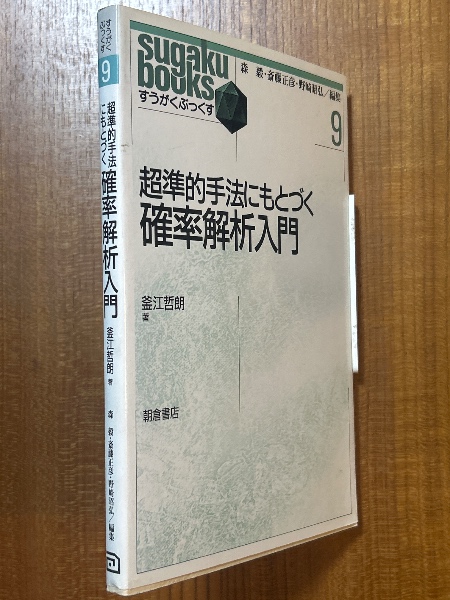 sugaku
books
すうがくぶっくす
森 毅・斎藤正彦・野崎昭弘／編集
9
超準的手法にもとづく
確率解析入門
釜江哲朗
著
朝倉書店
すうがく
ぶっくす
9
超準的手法
にもとづく
確率解析入門
釜江哲朗
著
森 毅・斎藤正彦・野崎昭弘／編集